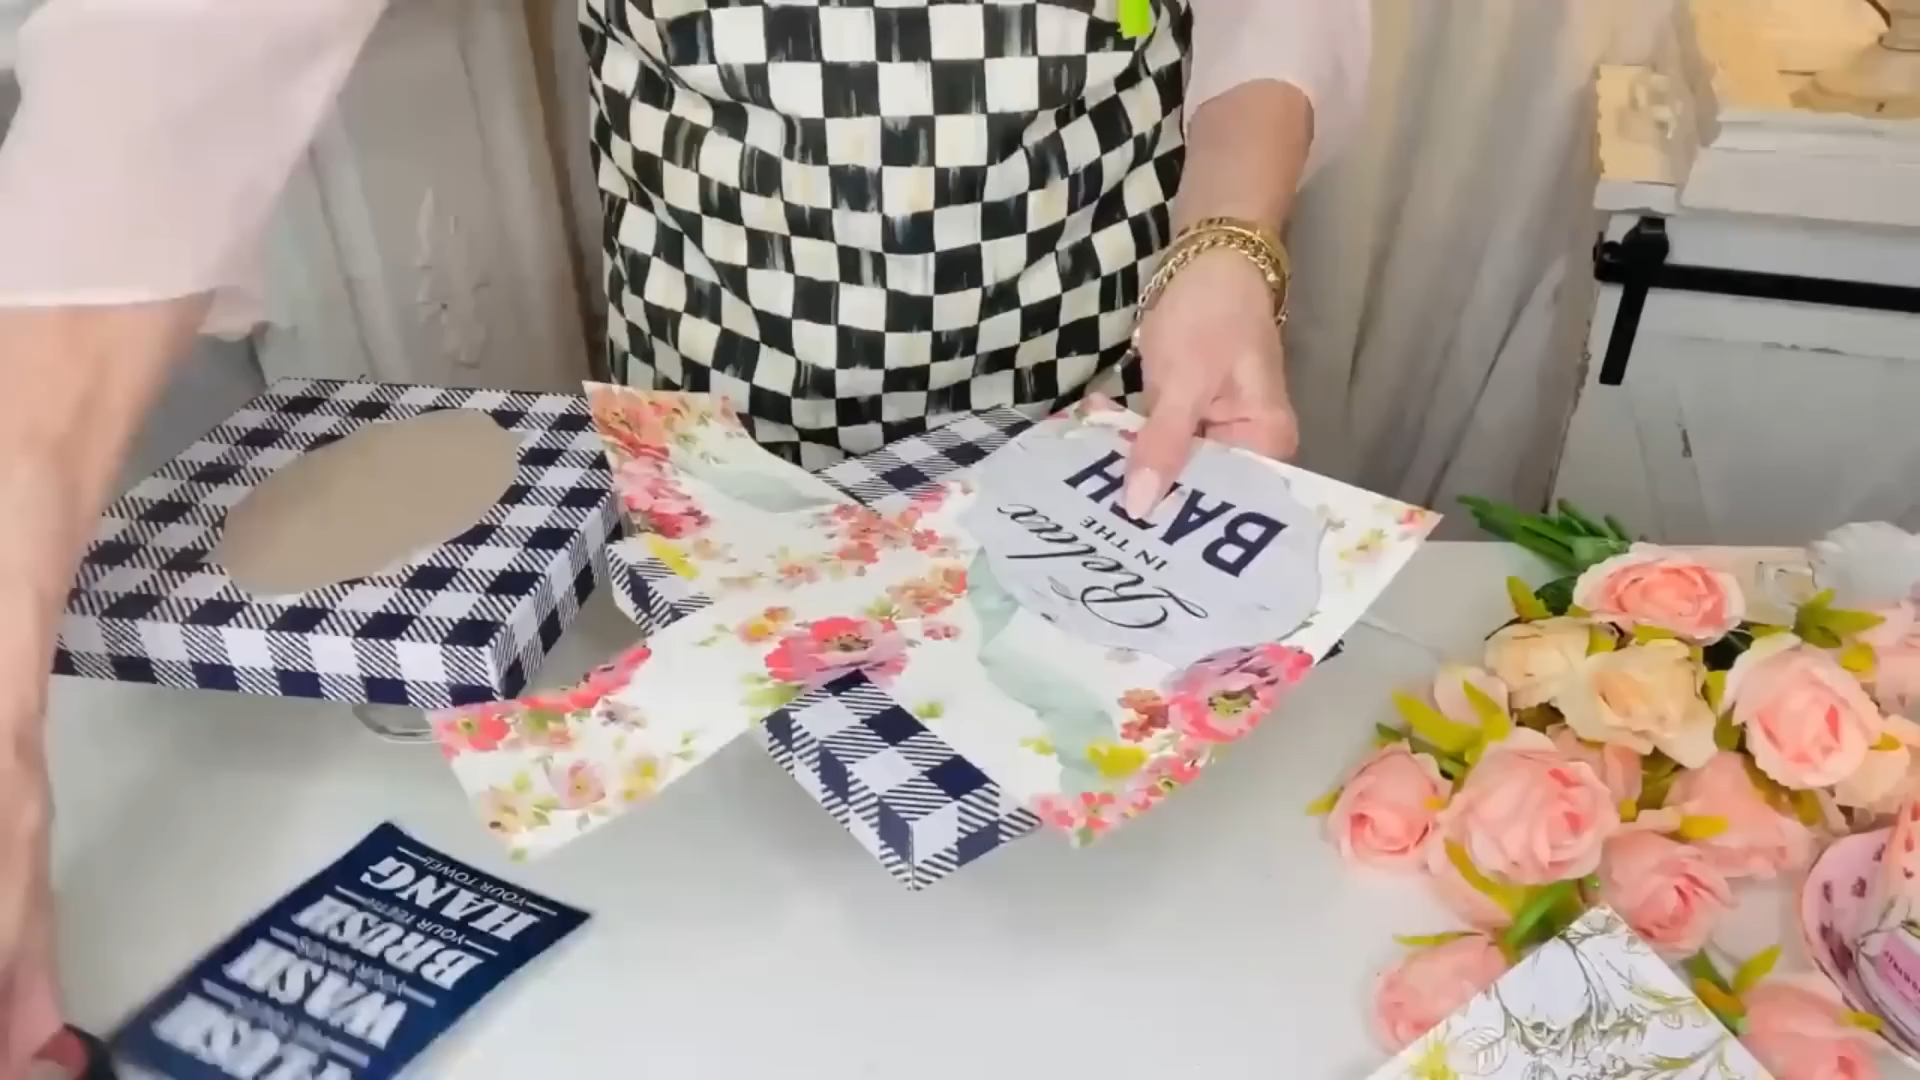 Relax
IN THE
BATH
HANG
YOUR TOWEL
BRUSH
YOUR TEETH
WASH
YOUR HANDS